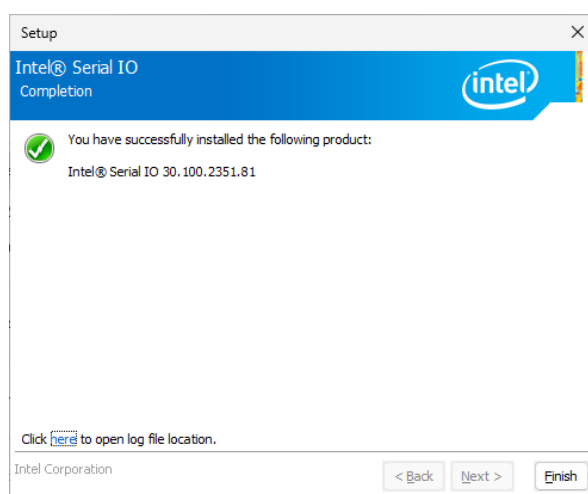 Setup
Intel® Serial IO
Completion
intel
You have successfully installed the following product:
Intel® Serial IO 30.100.2351.81
Click here to open log file location.
Intel Corporation
< Back
Next >
Finish